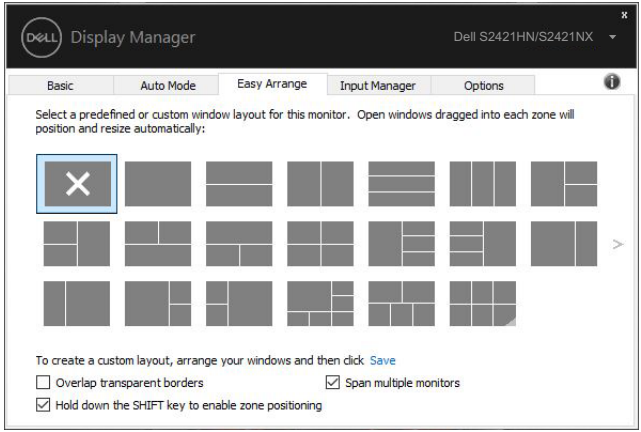 x
DELL Display Manager Dell S2421HN/S2421NX
Basic Auto Mode Easy Arrange Input Manager Options i
Select a predefined or custom window layout for this monitor. Open windows dragged into each zone will
position and resize automatically:
To create a custom layout, arrange your windows and then click Save
Overlap transparent borders Span multiple monitors
Hold down the SHIFT key to enable zone positioning